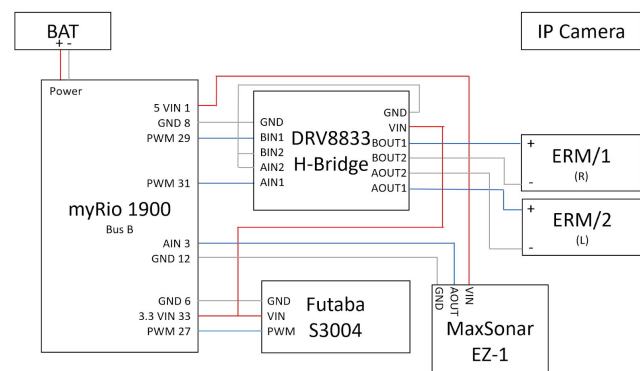 BAT
+ -
IP Camera
Power
5 VIN 1
GND 8
PWM 29
PWM 31
myRio 1900
Bus B
AIN 3
GND 12
GND 6
3.3 VIN 33
PWM 27
GND
BIN1
BIN2
AIN2
AIN1
DRV8833
H-Bridge
GND
VIN
BOUT1
BOUT2
AOUT2
AOUT1
+
ERM/1
(R)
-
+
ERM/2
(L)
-
GND
VIN
PWM
Futaba
S3004
GND
AOUT
VIN
MaxSonar
EZ-1